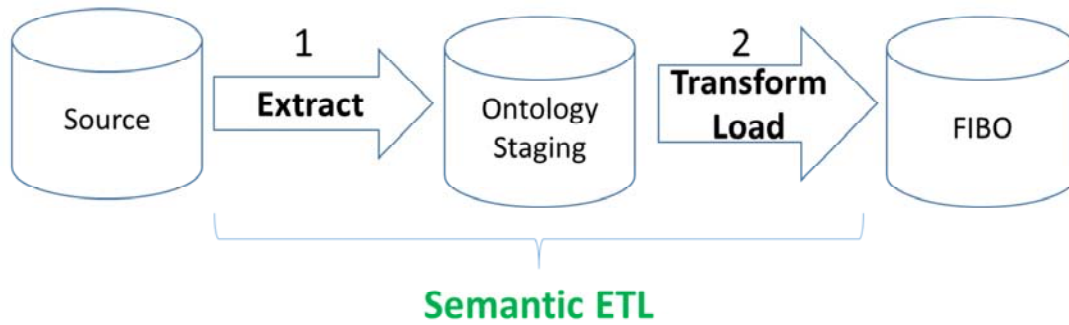 Source
1
Extract
Ontology
Staging
2
Transform
Load
FIBO
Semantic ETL